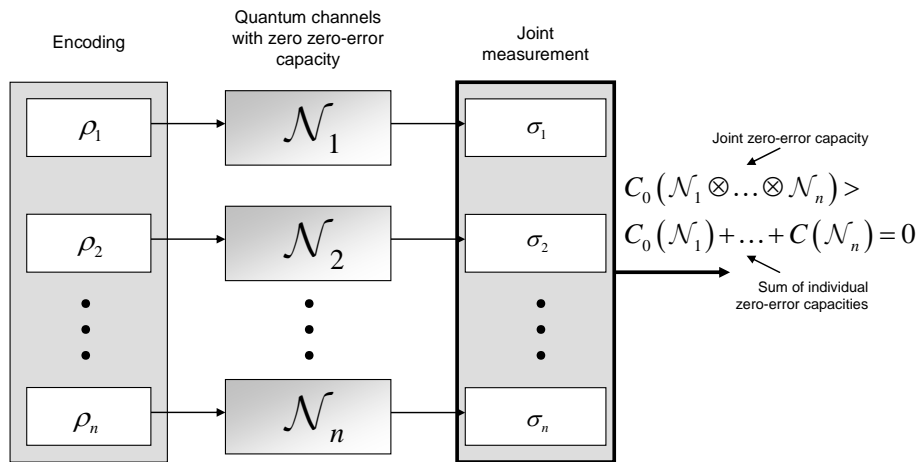 Encoding
Quantum channels
with zero zero-error
capacity
Joint
measurement
ρ₁
𝒩₁
σ₁
Joint zero-error capacity
C₀(𝒩₁ ⊗ … ⊗ 𝒩ₙ) >
ρ₂
𝒩₂
σ₂
C₀(𝒩₁) + … + C(𝒩ₙ) = 0
Sum of individual
zero-error capacities
ρₙ
𝒩ₙ
σₙ